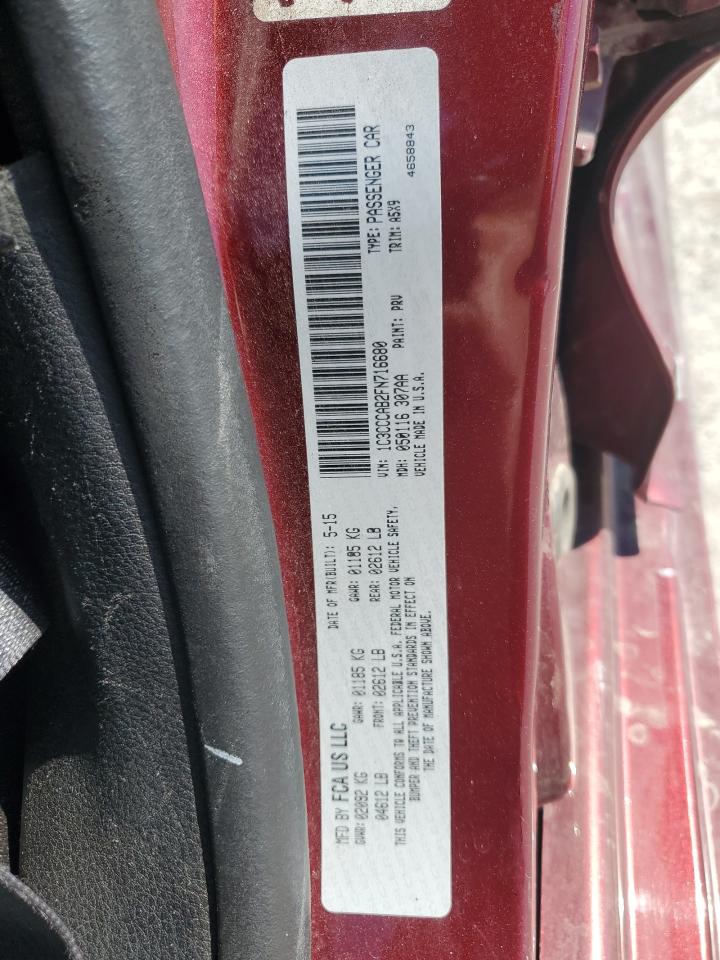 MFD BY FCA US LLC
DATE OF MFR(BUILT): 5-15
GVWR: 02092 KG
GAWR: 01185 KG
GAWR: 01185 KG
04612 LB
FRONT: 02612 LB
REAR: 02612 LB
THIS VEHICLE CONFORMS TO ALL APPLICABLE U.S.A. FEDERAL MOTOR VEHICLE SAFETY,
BUMPER AND THEFT PREVENTION STANDARDS IN EFFECT ON
THE DATE OF MANUFACTURE SHOWN ABOVE.
VIN: 1C3CCCAB2FN716680
TYPE: PASSENGER CAR
MDH: 050116 307AA
PAINT: PRV
TRIM: A5X9
VEHICLE MADE IN U.S.A.
4658843